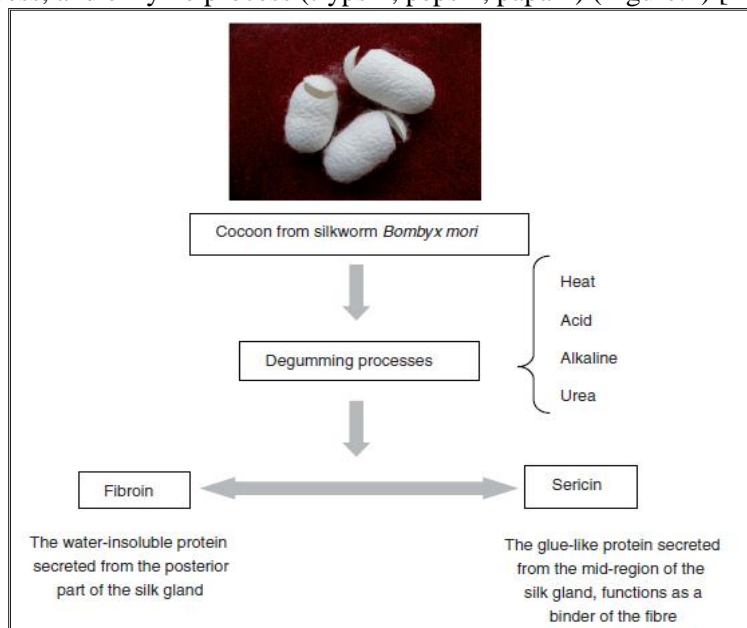 Cocoon from silkworm Bombyx mori
Heat
Acid
Degumming processes
Alkaline
Urea
Fibroin
Sericin
The water-insoluble protein
secreted from the posterior
part of the silk gland
The glue-like protein secreted
from the mid-region of the
silk gland, functions as a
binder of the fibre